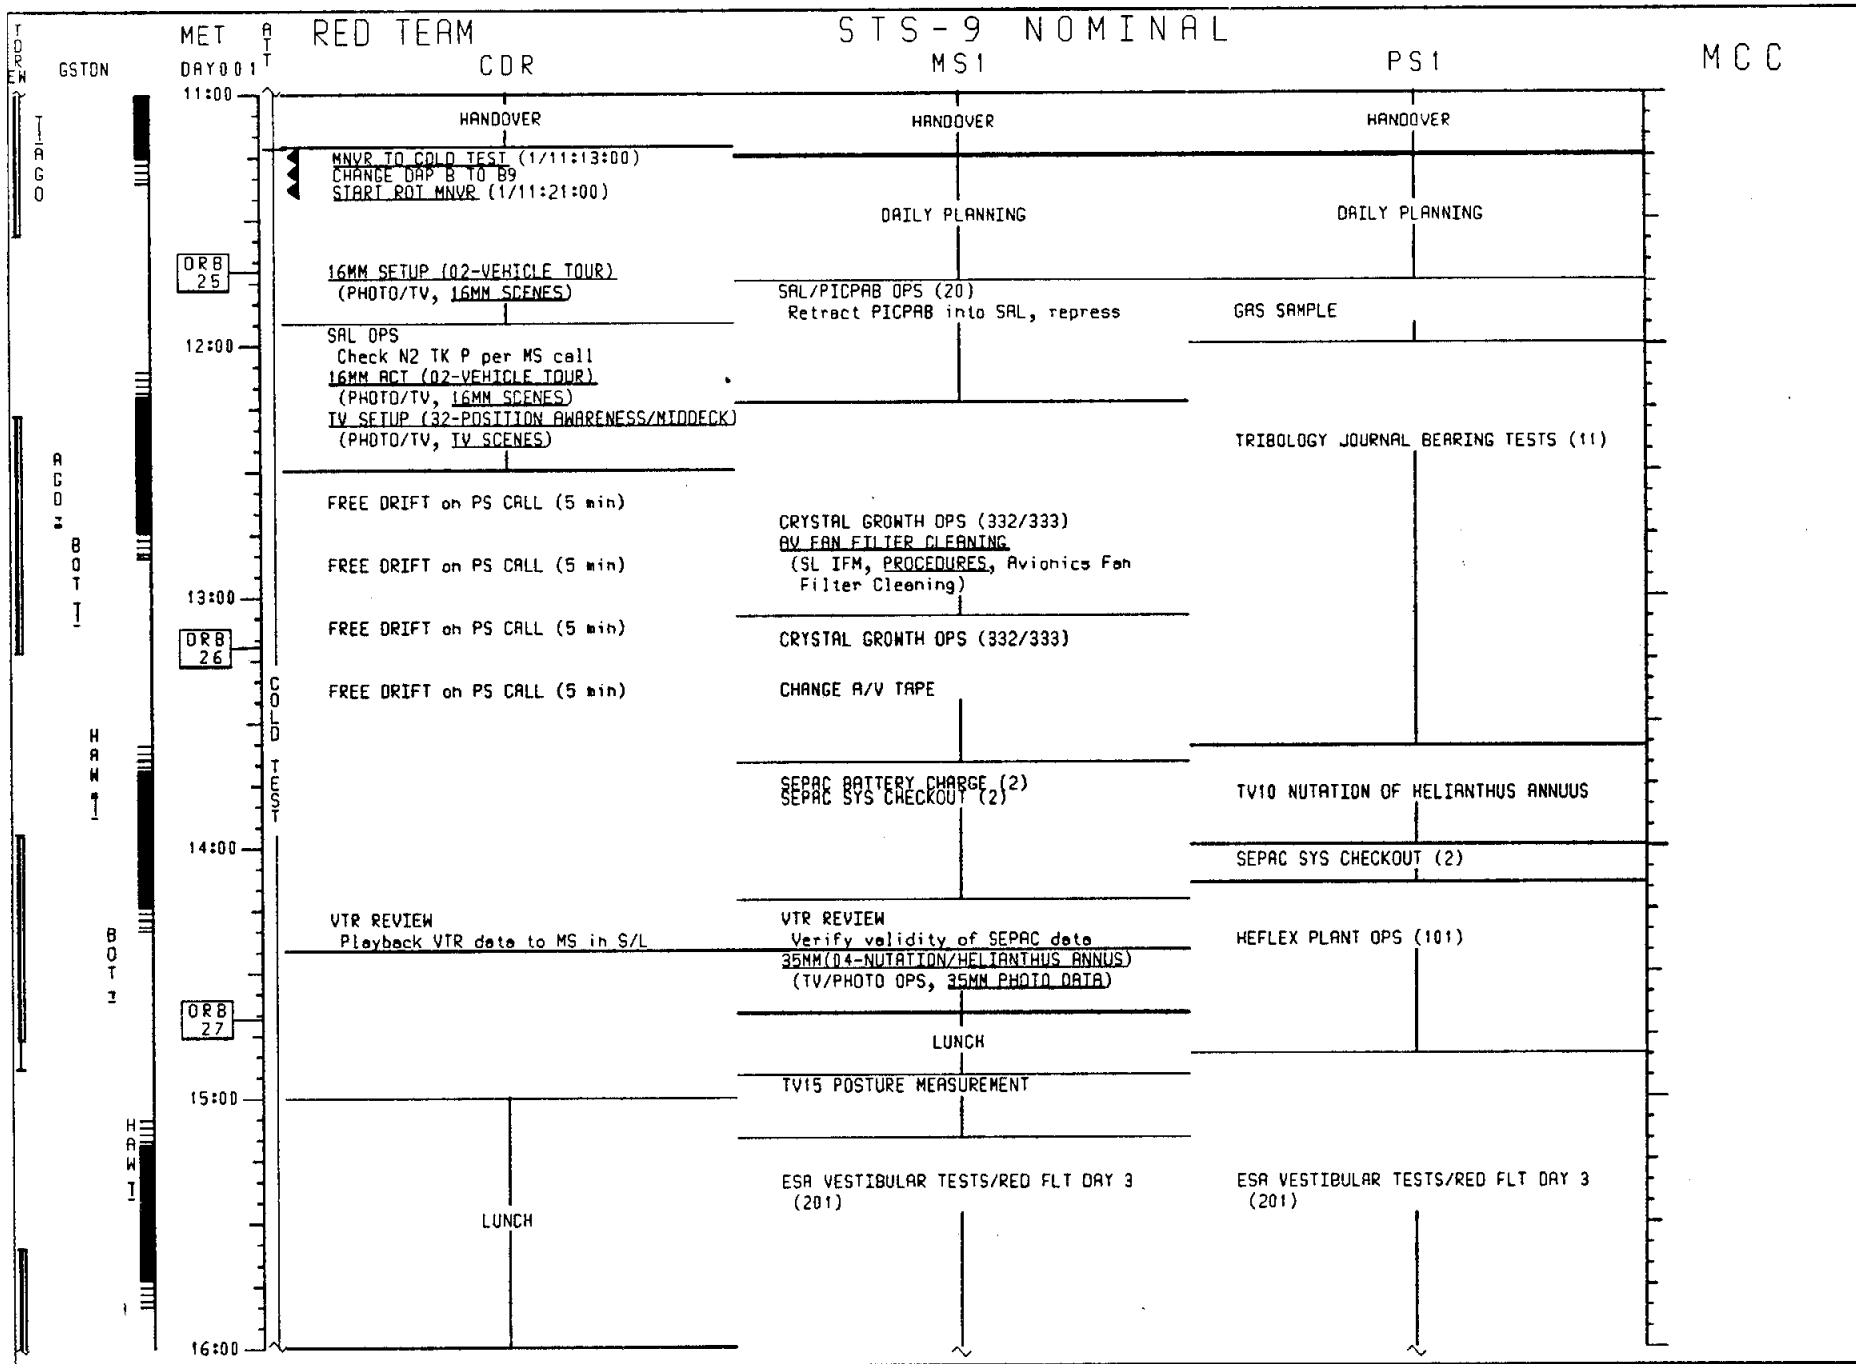 STS-9 NOMINAL
TDRE W
GSTDN
MET
DAY001
ATT
RED TEAM
CDR
MS1
PS1
MCC
11:00
12:00
13:00
14:00
15:00
16:00
ORB
25
ORB
26
ORB
27
COLD TEST
IAGO
AGO
BOT I
HAW
BOT
HAW I
HANDOVER
MNVR TO COLD TEST (1/11:13:00)
CHANGE DAP B TO B9
START ROT MNVR (1/11:21:00)
16MM SETUP (02-VEHICLE TOUR)
(PHOTO/TV, 16MM SCENES)
SAL OPS
Check N2 TK P per MS call
16MM ACT (02-VEHICLE TOUR)
(PHOTO/TV, 16MM SCENES)
TV SETUP (32-POSITION AWARENESS/MIDDECK)
(PHOTO/TV, TV SCENES)
FREE DRIFT on PS CALL (5 min)
FREE DRIFT on PS CALL (5 min)
FREE DRIFT on PS CALL (5 min)
FREE DRIFT on PS CALL (5 min)
VTR REVIEW
Playback VTR data to MS in S/L
LUNCH
HANDOVER
DAILY PLANNING
SAL/PICPAB OPS (20)
Retract PICPAB into SAL, repress
CRYSTAL GROWTH OPS (332/333)
AV FAN FILTER CLEANING
(SL IFM, PROCEDURES, Avionics Fan
Filter Cleaning)
CRYSTAL GROWTH OPS (332/333)
CHANGE A/V TAPE
SEPAC BATTERY CHARGE (2)
SEPAC SYS CHECKOUT (2)
VTR REVIEW
Verify validity of SEPAC data
35MM(04-NUTATION/HELIANTHUS ANNUS)
(TV/PHOTO OPS, 35MM PHOTO DATA)
LUNCH
TV15 POSTURE MEASUREMENT
ESA VESTIBULAR TESTS/RED FLT DAY 3
(201)
HANDOVER
DAILY PLANNING
GAS SAMPLE
TRIBOLOGY JOURNAL BEARING TESTS (11)
TV10 NUTATION OF HELIANTHUS ANNUUS
SEPAC SYS CHECKOUT (2)
HEFLEX PLANT OPS (101)
ESA VESTIBULAR TESTS/RED FLT DAY 3
(201)